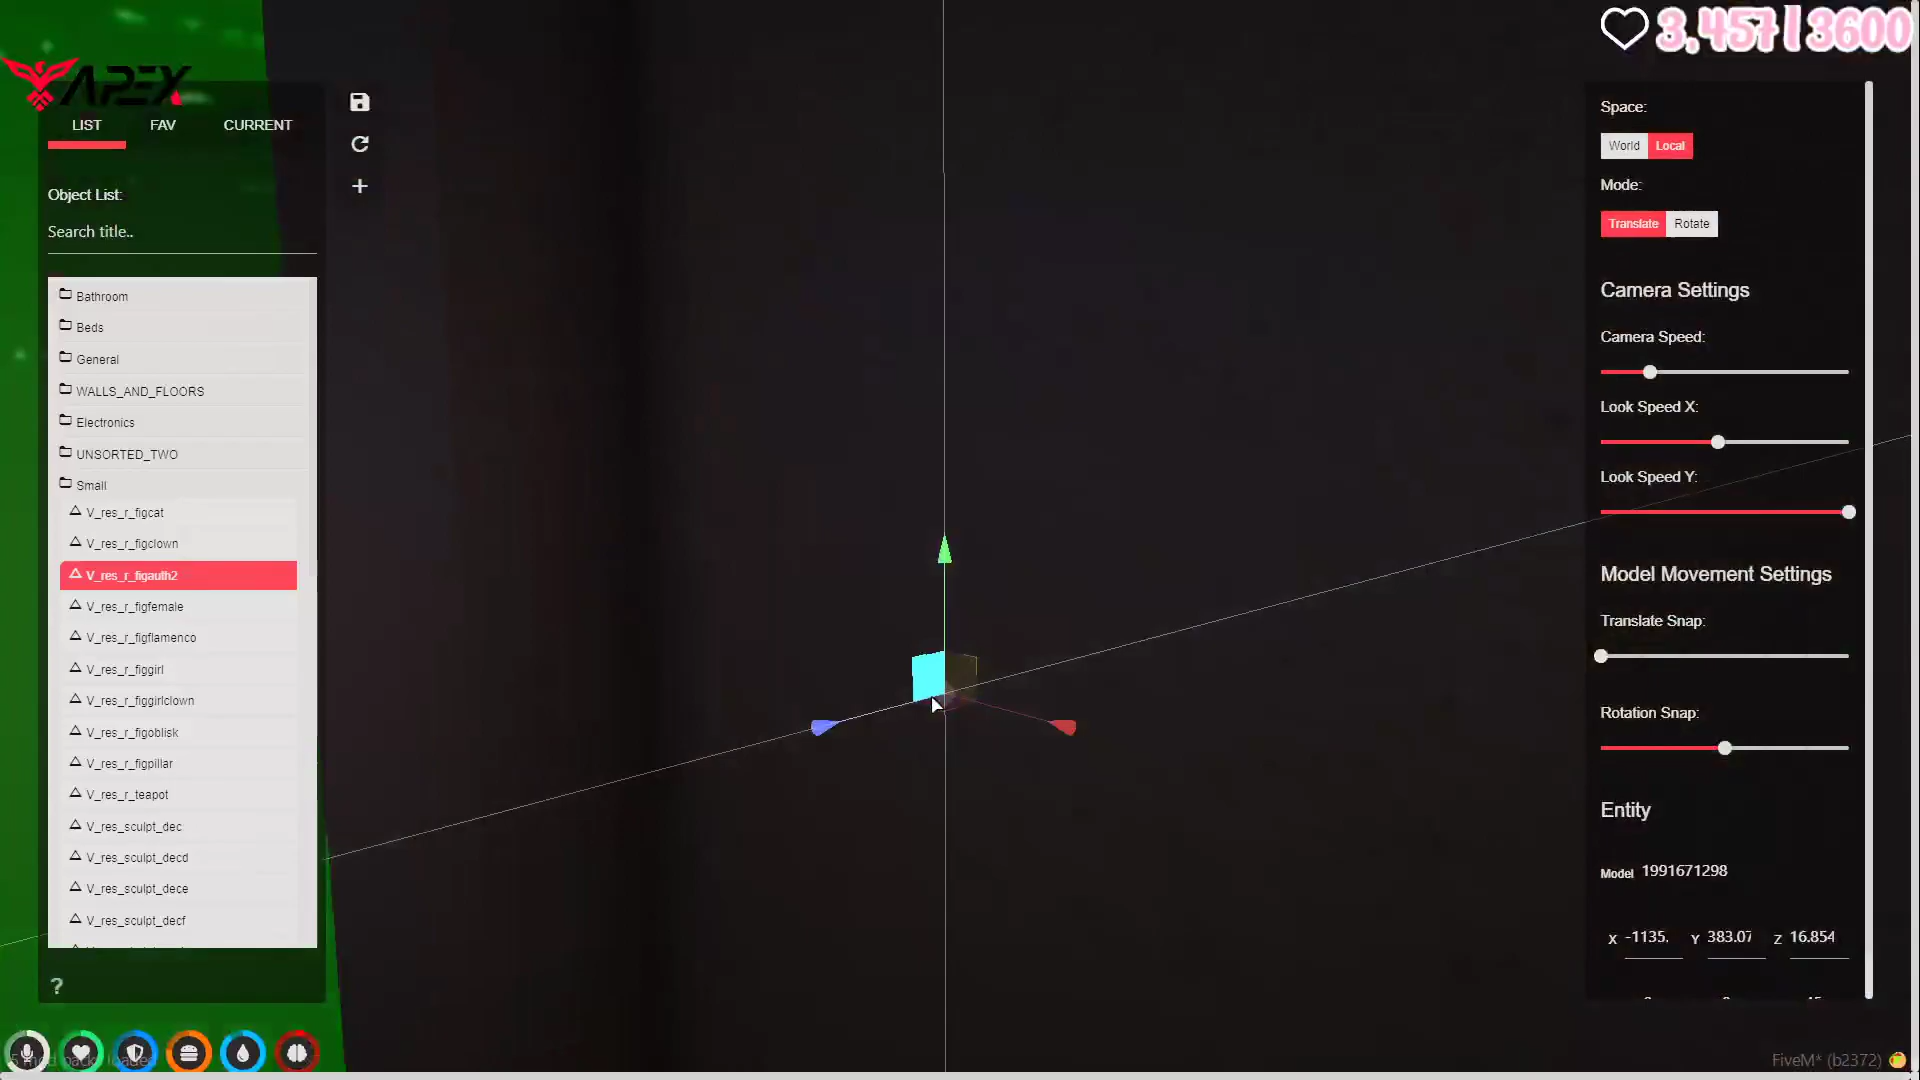 3,457/3600
APEX
LIST FAV CURRENT
Object List:
Search title..
Bathroom
Beds
General
WALLS_AND_FLOORS
Electronics
UNSORTED_TWO
Small
V_res_r_figcat
V_res_r_figclown
V_res_r_figauth2
V_res_r_figfemale
V_res_r_figflamenco
V_res_r_figgirl
V_res_r_figgirlclown
V_res_r_figoblisk
V_res_r_figpillar
V_res_r_teapot
V_res_sculpt_dec
V_res_sculpt_decd
V_res_sculpt_dece
V_res_sculpt_decf
?
Space:
World Local
Mode:
Translate Rotate
Camera Settings
Camera Speed:
Look Speed X:
Look Speed Y:
Model Movement Settings
Translate Snap:
Rotation Snap:
Entity
Model 1991671298
X -1135. Y 383.07 Z 16.854
FiveM* (b2372)